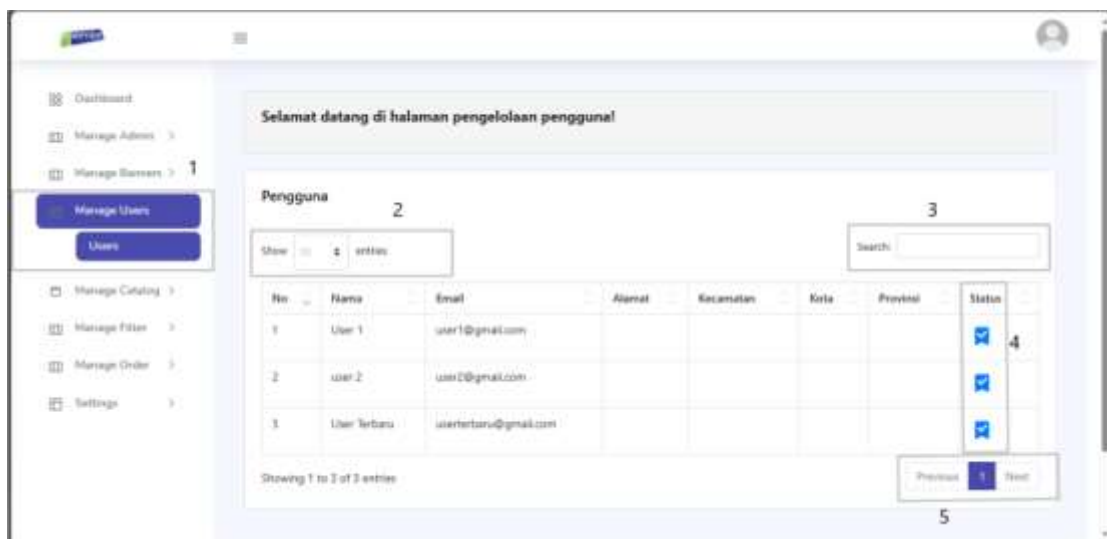 Dashboard
Manage Admin
Manage Banners
1
Manage Users
Users
Manage Catalog
Manage Filter
Manage Order
Settings
Selamat datang di halaman pengelolaan pengguna!
Pengguna
2
3
Show entries
Search:
No Nama Email Alamat Kecamatan Kota Provinsi Status
1 User 1 user1@gmail.com
4
2 user 2 user2@gmail.com
3 User Terbaru userterbaru@gmail.com
Showing 1 to 3 of 3 entries
Previous 1 Next
5